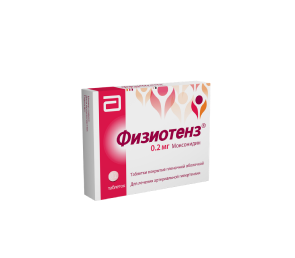 Физиотенз®
0.2 мг Моксонидин
Таблетки покрытые пленочной оболочкой
Для лечения артериальной гипертензии
таблеток